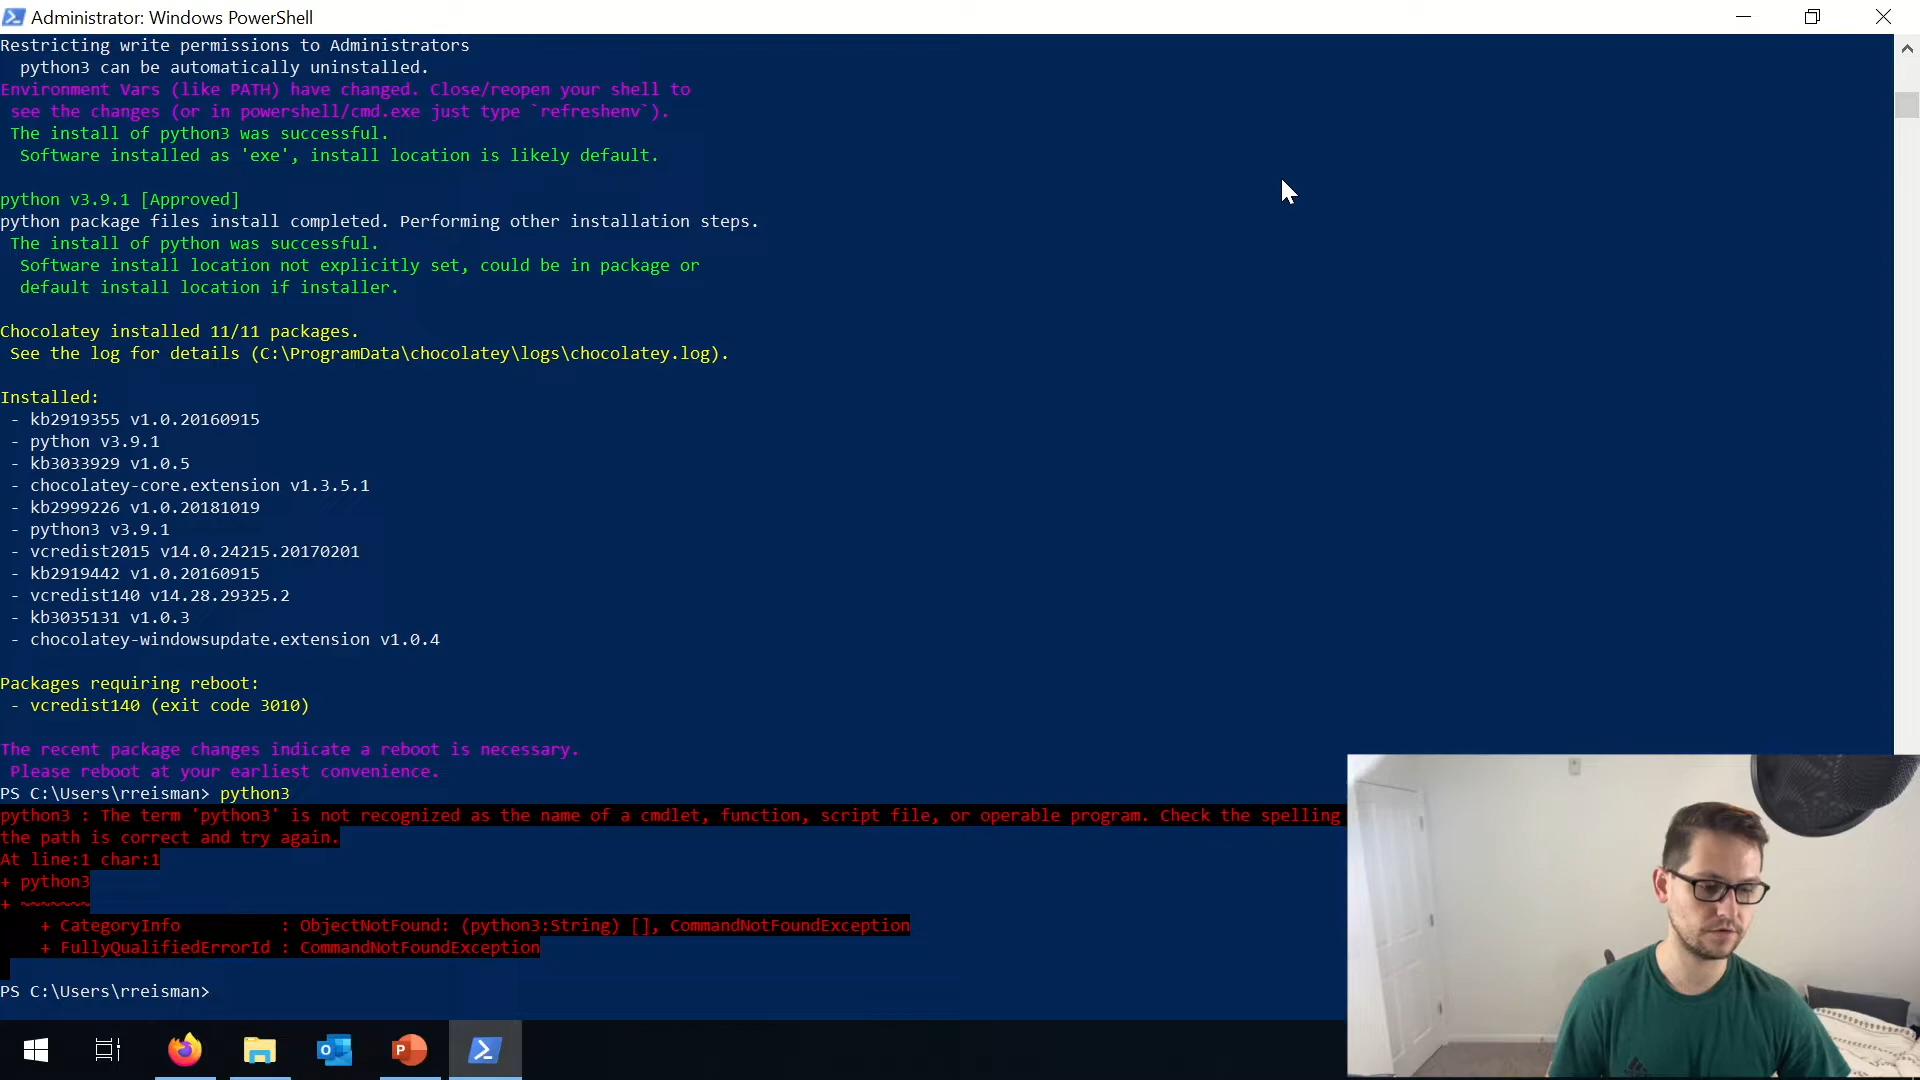 Administrator: Windows PowerShell
Restricting write permissions to Administrators
python3 can be automatically uninstalled.
Environment Vars (like PATH) have changed. Close/reopen your shell to
see the changes (or in powershell/cmd.exe just type `refreshenv`).
The install of python3 was successful.
Software installed as 'exe', install location is likely default.
python v3.9.1 [Approved]
python package files install completed. Performing other installation steps.
The install of python was successful.
Software install location not explicitly set, could be in package or
default install location if installer.
Chocolatey installed 11/11 packages.
See the log for details (C:\ProgramData\chocolatey\logs\chocolatey.log).
Installed:
- kb2919355 v1.0.20160915
- python v3.9.1
- kb3033929 v1.0.5
- chocolatey-core.extension v1.3.5.1
- kb2999226 v1.0.20181019
- python3 v3.9.1
- vcredist2015 v14.0.24215.20170201
- kb2919442 v1.0.20160915
- vcredist140 v14.28.29325.2
- kb3035131 v1.0.3
- chocolatey-windowsupdate.extension v1.0.4
Packages requiring reboot:
- vcredist140 (exit code 3010)
The recent package changes indicate a reboot is necessary.
Please reboot at your earliest convenience.
PS C:\Users\rreisman> python3
python3 : The term 'python3' is not recognized as the name of a cmdlet, function, script file, or operable program. Check the spelling
the path is correct and try again.
At line:1 char:1
+ python3
+ ~~~~~~~
+ CategoryInfo : ObjectNotFound: (python3:String) [], CommandNotFoundException
+ FullyQualifiedErrorId : CommandNotFoundException
PS C:\Users\rreisman>